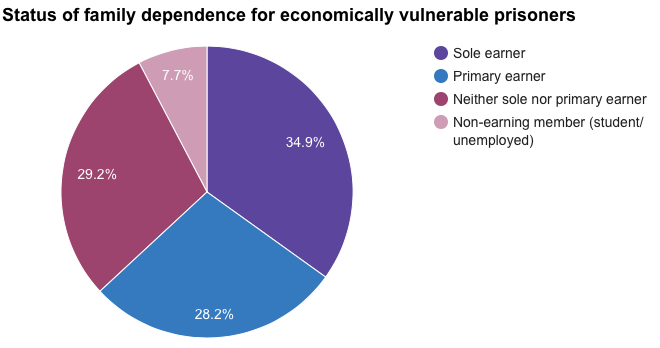 Status of family dependence for economically vulnerable prisoners
Sole earner
Primary earner
Neither sole nor primary earner
Non-earning member (student/
unemployed)
7.7%
34.9%
29.2%
28.2%